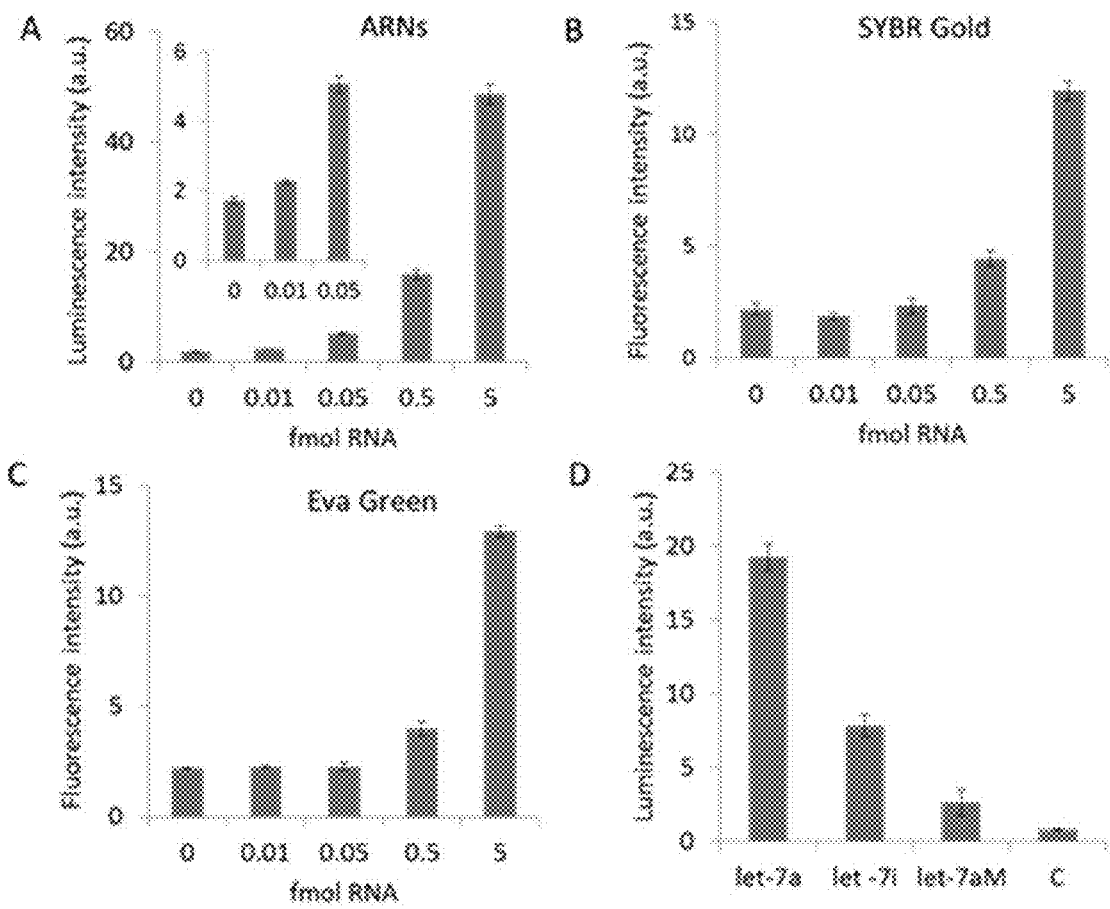 A
ARNs
Luminescence intensity (a.u.)
60
40
20
0
6
4
2
0
0 0.01 0.05
0 0.01 0.05 0.5 5
fmol RNA
B
SYBR Gold
Fluorescence intensity (a.u.)
15
10
5
0
0 0.01 0.05 0.5 5
fmol RNA
C
Eva Green
Fluorescence intensity (a.u.)
15
10
5
0
0 0.01 0.05 0.5 5
fmol RNA
D
Luminescence intensity (a.u.)
25
20
15
10
5
0
let-7a let -7i let-7aM C